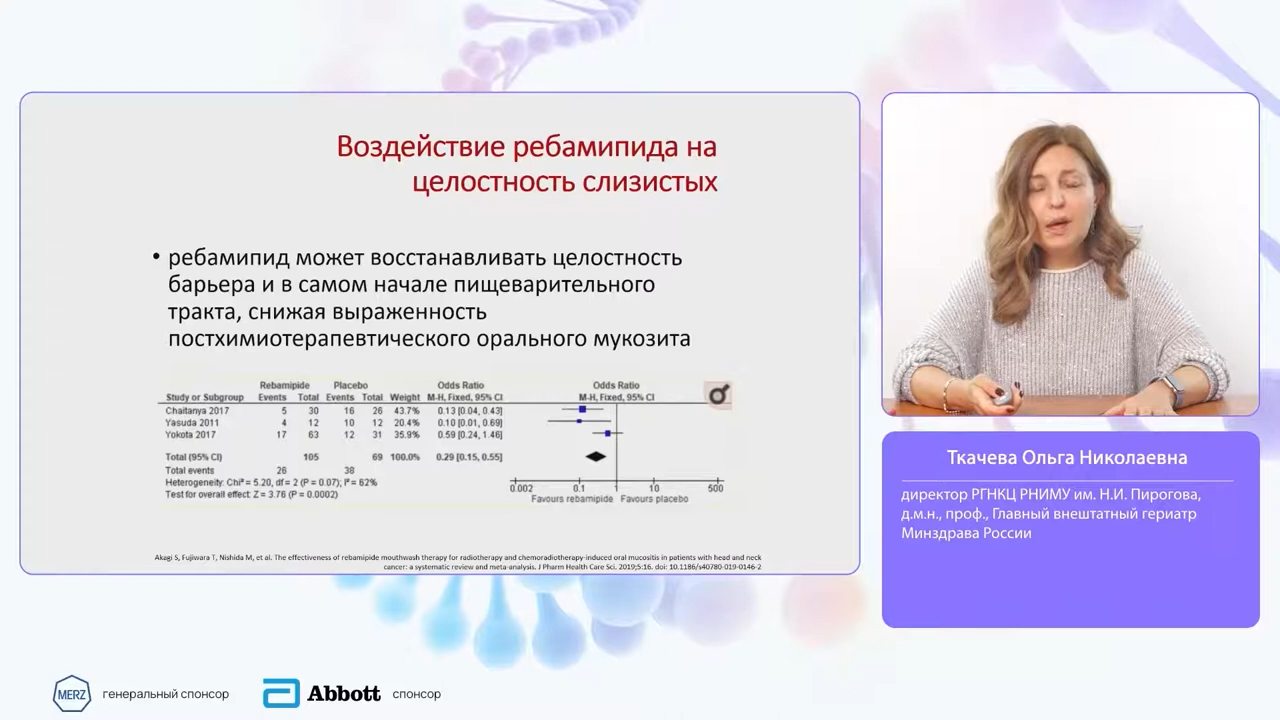 Воздействие ребамипида на
целостность слизистых
• ребамипид может восстанавливать целостность
барьера и в самом начале пищеварительного
тракта, снижая выраженность
постхимиотерапевтического орального мукозита
Rebamipide Placebo Odds Ratio Odds Ratio
Study or Subgroup Events Total Events Total Weight M-H, Fixed, 95% CI M-H, Fixed, 95% CI
Chaitanya 2017 5 30 16 26 43.7% 0.13 [0.04, 0.43]
Yasuda 2011 4 12 10 12 20.4% 0.10 [0.01, 0.69]
Yokota 2017 17 63 12 31 35.9% 0.59 [0.24, 1.46]
Total (95% CI) 105 69 100.0% 0.29 [0.15, 0.55]
Total events 26 38
Heterogeneity: Chi² = 5.20, df = 2 (P = 0.07); I² = 62%
Test for overall effect: Z = 3.76 (P = 0.0002)
0.002 0.1 1 10 500
Favours rebamipide Favours placebo
Akagi S, Fujiwara T, Nishida M, et al. The effectiveness of rebamipide mouthwash therapy for radiotherapy and chemoradiotherapy-induced oral mucositis in patients with head and neck
cancer: a systematic review and meta-analysis. J Pharm Health Care Sci. 2019;5:16. doi: 10.1186/s40780-019-0146-2
Ткачева Ольга Николаевна
директор РГНКЦ РНИМУ им. Н.И. Пирогова,
д.м.н., проф., Главный внештатный гериатр
Минздрава России
MERZ генеральный спонсор Abbott спонсор